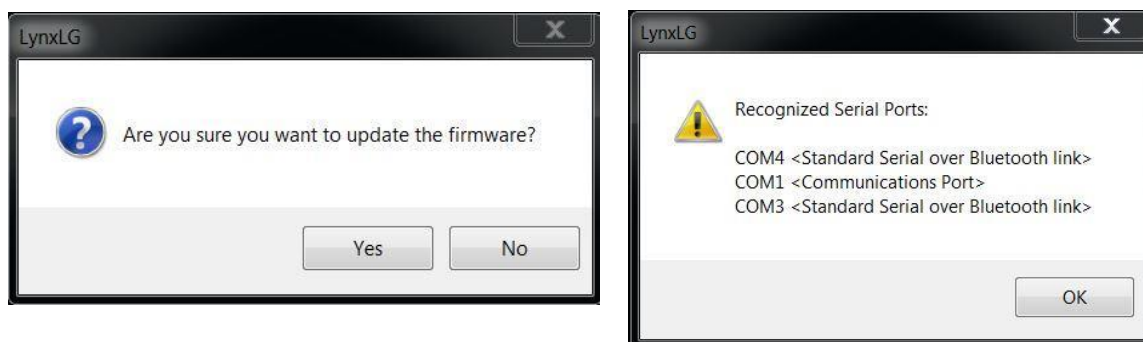 LynxLG
Are you sure you want to update the firmware?
Yes
No
LynxLG
Recognized Serial Ports:
COM4 <Standard Serial over Bluetooth link>
COM1 <Communications Port>
COM3 <Standard Serial over Bluetooth link>
OK